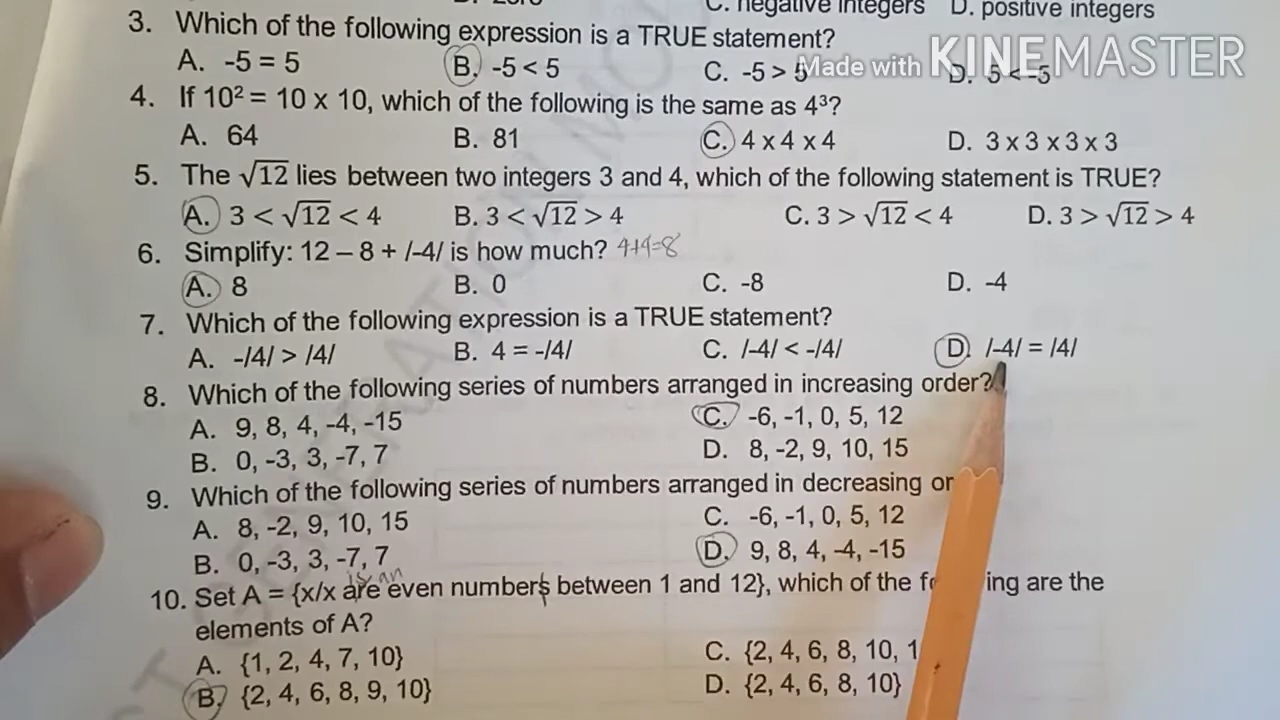 C. negative integers D. positive integers
3. Which of the following expression is a TRUE statement?
A. -5 = 5 B. -5 < 5 C. -5 > 5 D. 5 < -5
Made with KINEMASTER
4. If 10² = 10 x 10, which of the following is the same as 4³?
A. 64 B. 81 C. 4 x 4 x 4 D. 3 x 3 x 3 x 3
5. The √12 lies between two integers 3 and 4, which of the following statement is TRUE?
A. 3 < √12 < 4 B. 3 < √12 > 4 C. 3 > √12 < 4 D. 3 > √12 > 4
6. Simplify: 12 – 8 + /-4/ is how much? 4+4=8
A. 8 B. 0 C. -8 D. -4
7. Which of the following expression is a TRUE statement?
A. -/4/ > /4/ B. 4 = -/4/ C. /-4/ < -/4/ D. /-4/ = /4/
8. Which of the following series of numbers arranged in increasing order?
A. 9, 8, 4, -4, -15 C. -6, -1, 0, 5, 12
B. 0, -3, 3, -7, 7 D. 8, -2, 9, 10, 15
9. Which of the following series of numbers arranged in decreasing or
A. 8, -2, 9, 10, 15 C. -6, -1, 0, 5, 12
B. 0, -3, 3, -7, 7 D. 9, 8, 4, -4, -15
is an
10. Set A = {x/x are even numbers between 1 and 12}, which of the fo ing are the
elements of A?
A. {1, 2, 4, 7, 10} C. {2, 4, 6, 8, 10, 1
B. {2, 4, 6, 8, 9, 10} D. {2, 4, 6, 8, 10}